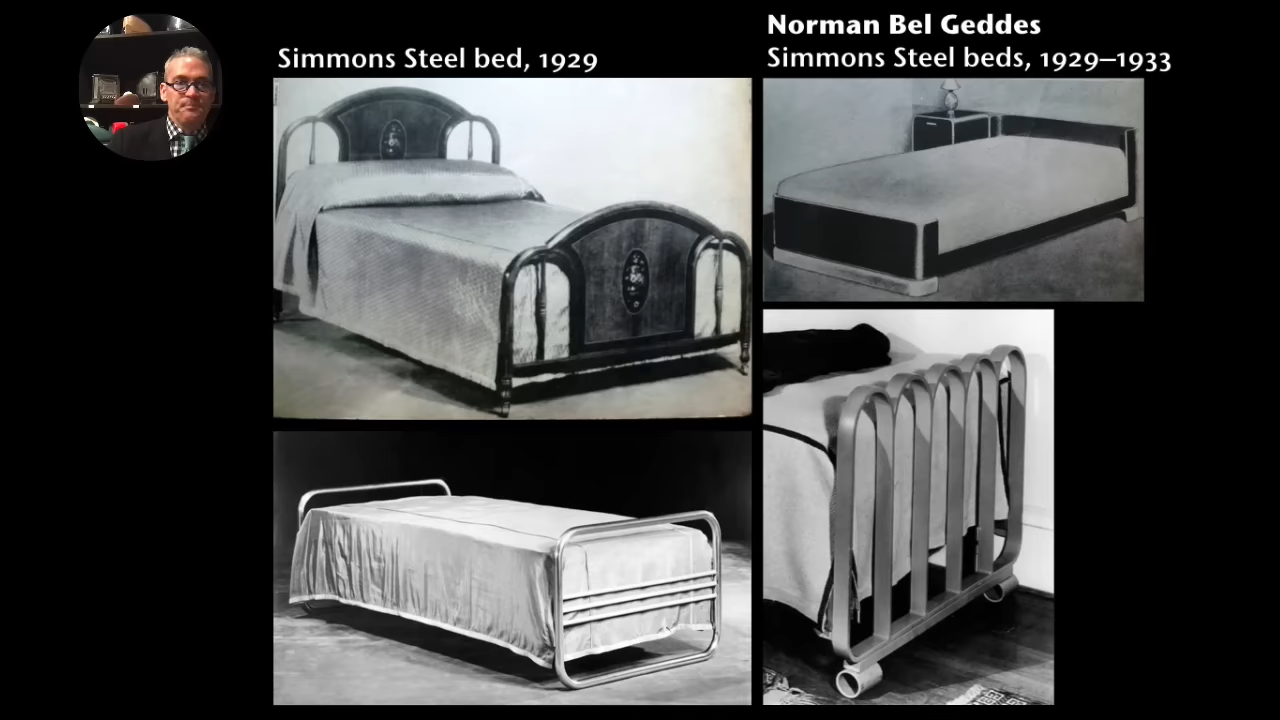 Simmons Steel bed, 1929
Norman Bel Geddes
Simmons Steel beds, 1929–1933